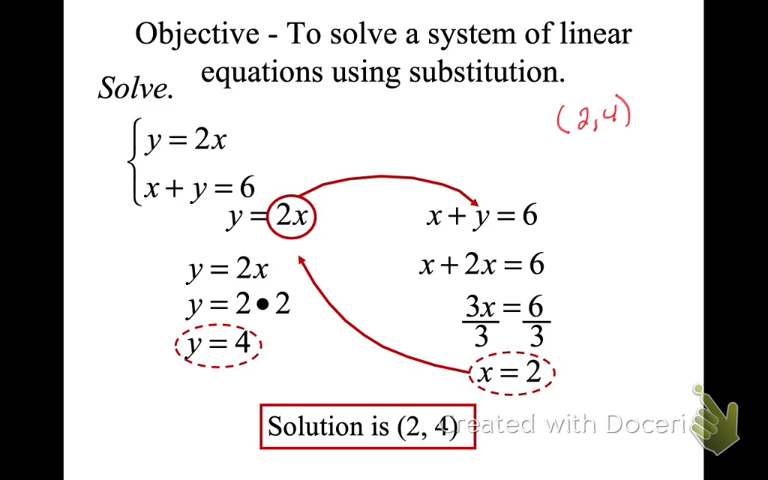 Objective - To solve a system of linear
equations using substitution.
Solve.
(2,4)
y = 2x
x + y = 6
y = 2x
x + y = 6
y = 2x
x + 2x = 6
y = 2 • 2
3x = 6
3 3
y = 4
x = 2
Solution is (2, 4)
Created with Doceri